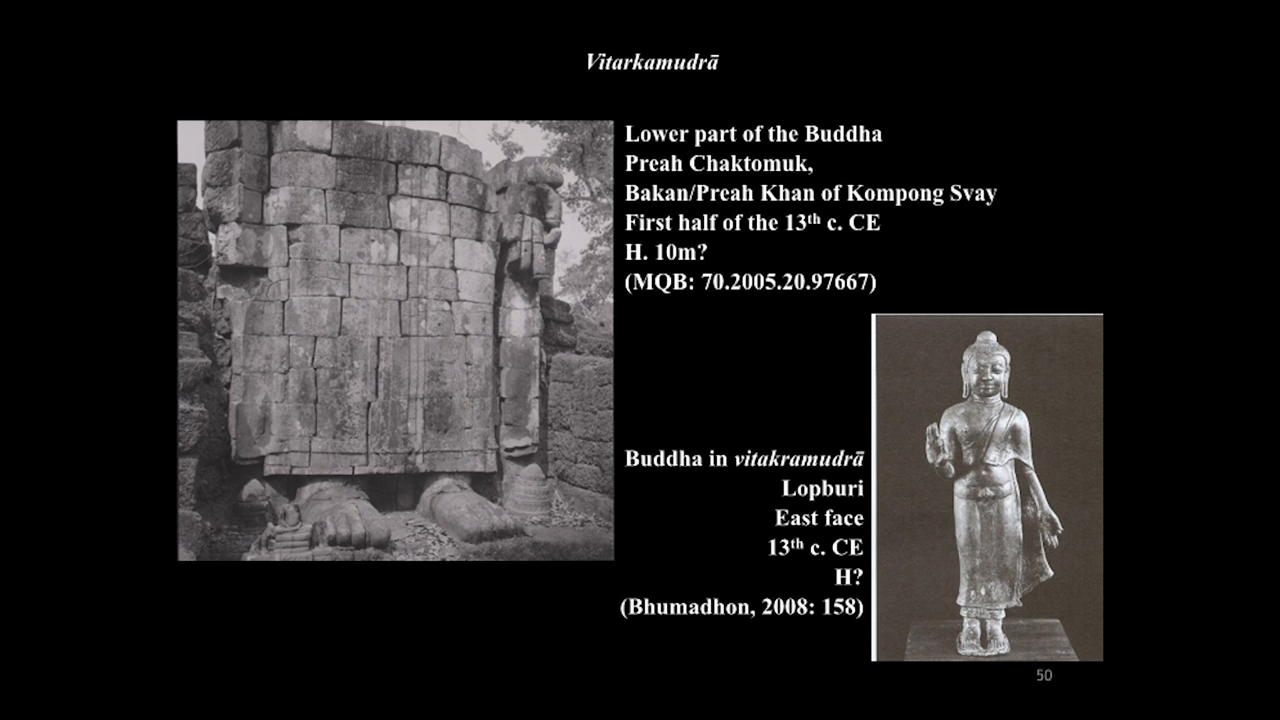 Vitarkamudrā
Lower part of the Buddha
Preah Chaktomuk,
Bakan/Preah Khan of Kompong Svay
First half of the 13th c. CE
H. 10m?
(MQB: 70.2005.20.97667)
Buddha in vitakramudrā
Lopburi
East face
13th c. CE
H?
(Bhumadhon, 2008: 158)
50